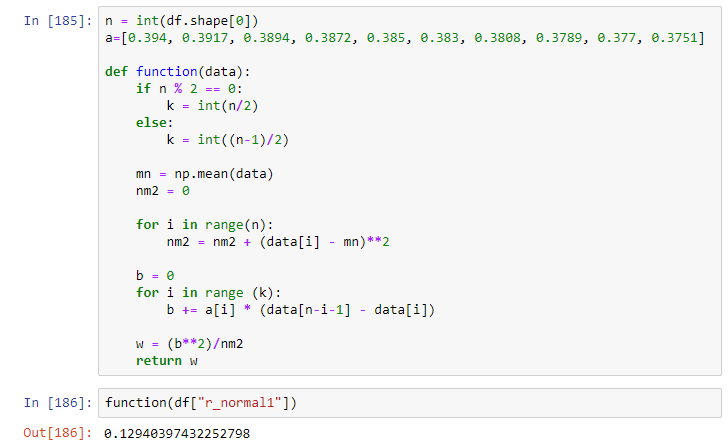 In [185]: n = int(df.shape[0])
a=[0.394, 0.3917, 0.3894, 0.3872, 0.385, 0.383, 0.3808, 0.3789, 0.377, 0.3751]
def function(data):
if n % 2 == 0:
k = int(n/2)
else:
k = int((n-1)/2)
mn = np.mean(data)
nm2 = 0
for i in range(n):
nm2 = nm2 + (data[i] - mn)**2
b = 0
for i in range (k):
b += a[i] * (data[n-i-1] - data[i])
w = (b**2)/nm2
return w
In [186]: function(df["r_normal1"])
Out[186]: 0.12940397432252798